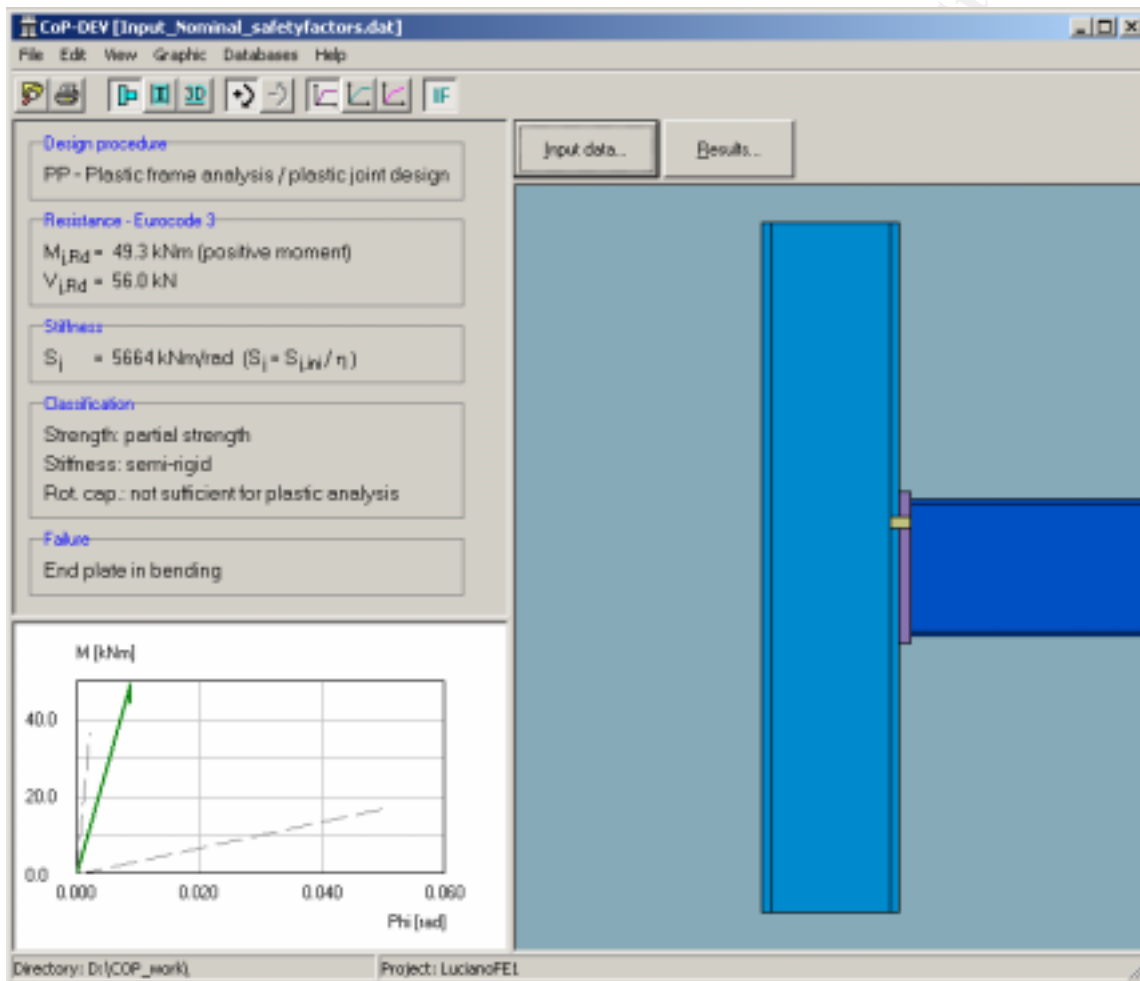 CoP-DEV [Input_Nominal_safetyfactors.dat]
File Edit View Graphic Databases Help
3D IF
Input data... Results...
Design procedure
PP - Plastic frame analysis / plastic joint design
Resistance - Eurocode 3
Mj,Rd = 49.3 kNm (positive moment)
Vj,Rd = 56.0 kN
Stiffness
Sj = 5664 kNm/rad (Sj = Sj,ini / η)
Classification
Strength: partial strength
Stiffness: semi-rigid
Rot. cap.: not sufficient for plastic analysis
Failure
End plate in bending
M [kNm]
40.0
20.0
0.0
0.000 0.020 0.040 0.060
Phi [rad]
Directory: D:\COP_work\ Project: LucianoFE1